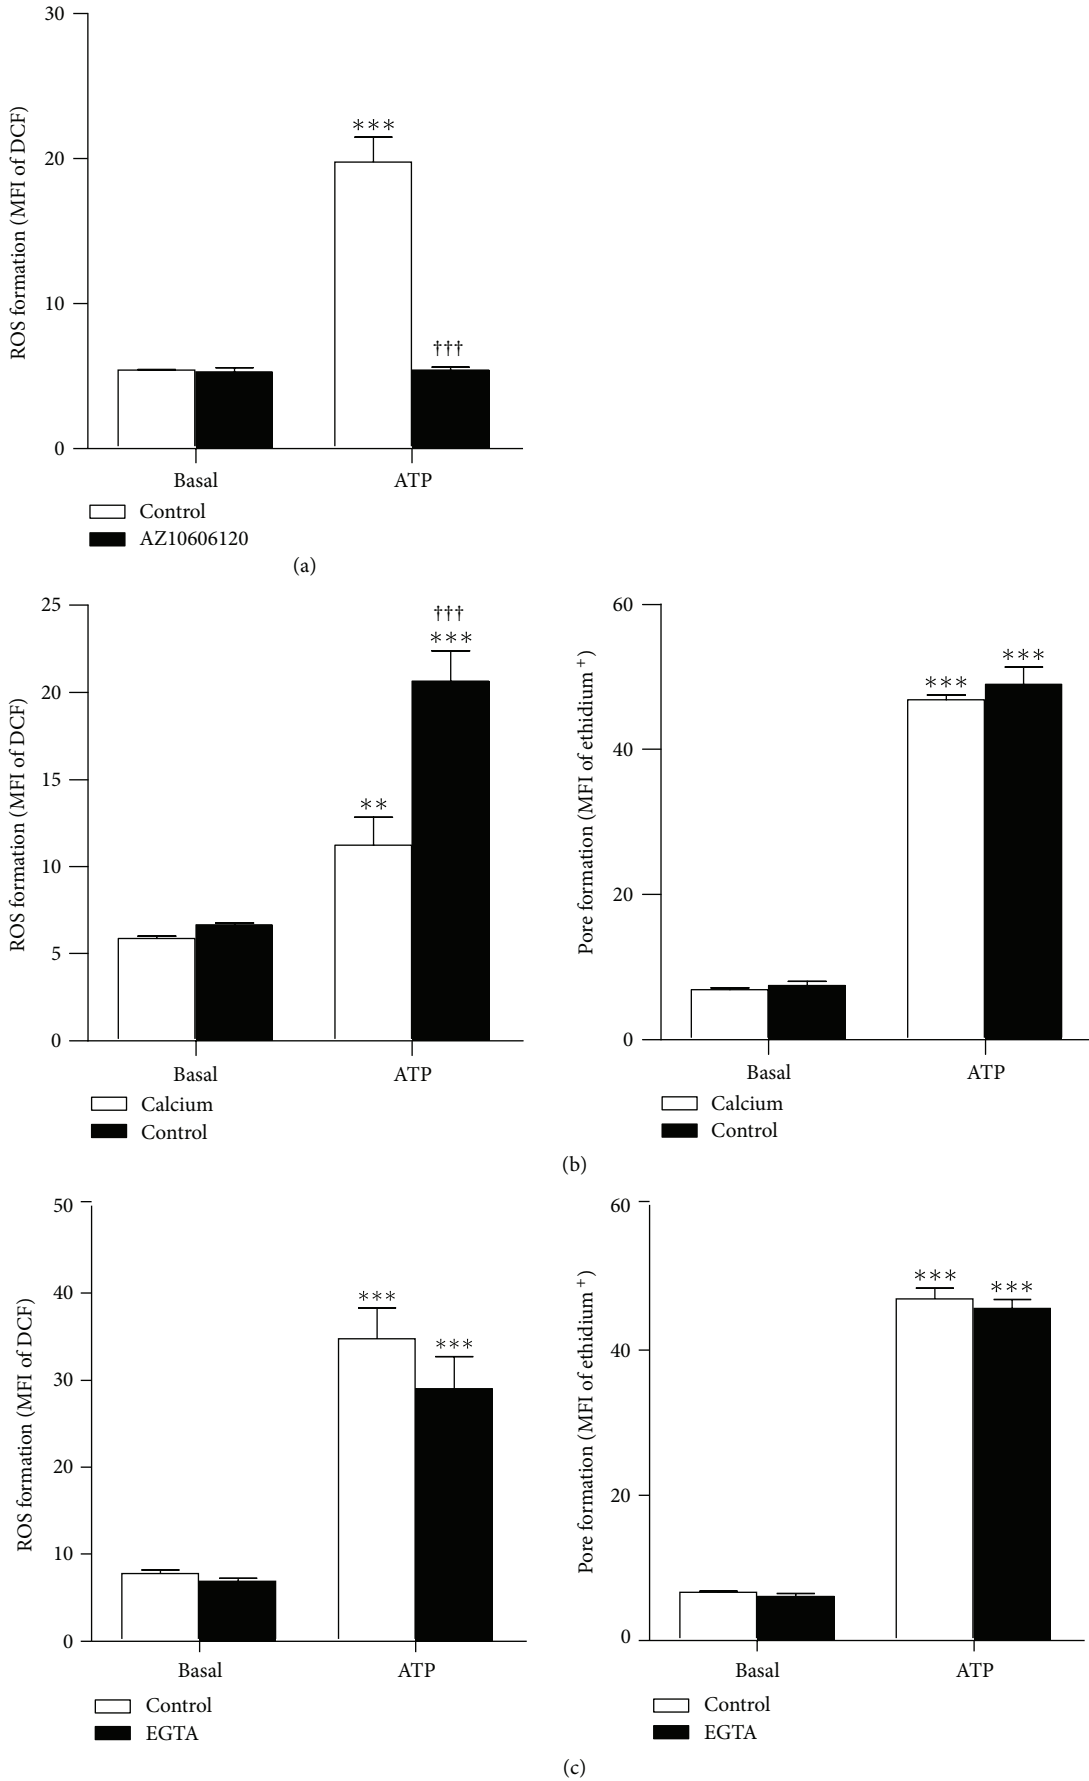 30
20
10
0
ROS formation (MFI of DCF)
***
†††
Basal
ATP
Control
AZ10606120
(a)
25
20
15
10
5
0
ROS formation (MFI of DCF)
**
†††
***
Basal
ATP
Calcium
Control
60
40
20
0
Pore formation (MFI of ethidium+)
***
***
Basal
ATP
Calcium
Control
(b)
50
40
30
20
10
0
ROS formation (MFI of DCF)
***
***
Basal
ATP
Control
EGTA
60
40
20
0
Pore formation (MFI of ethidium+)
***
***
Basal
ATP
Control
EGTA
(c)